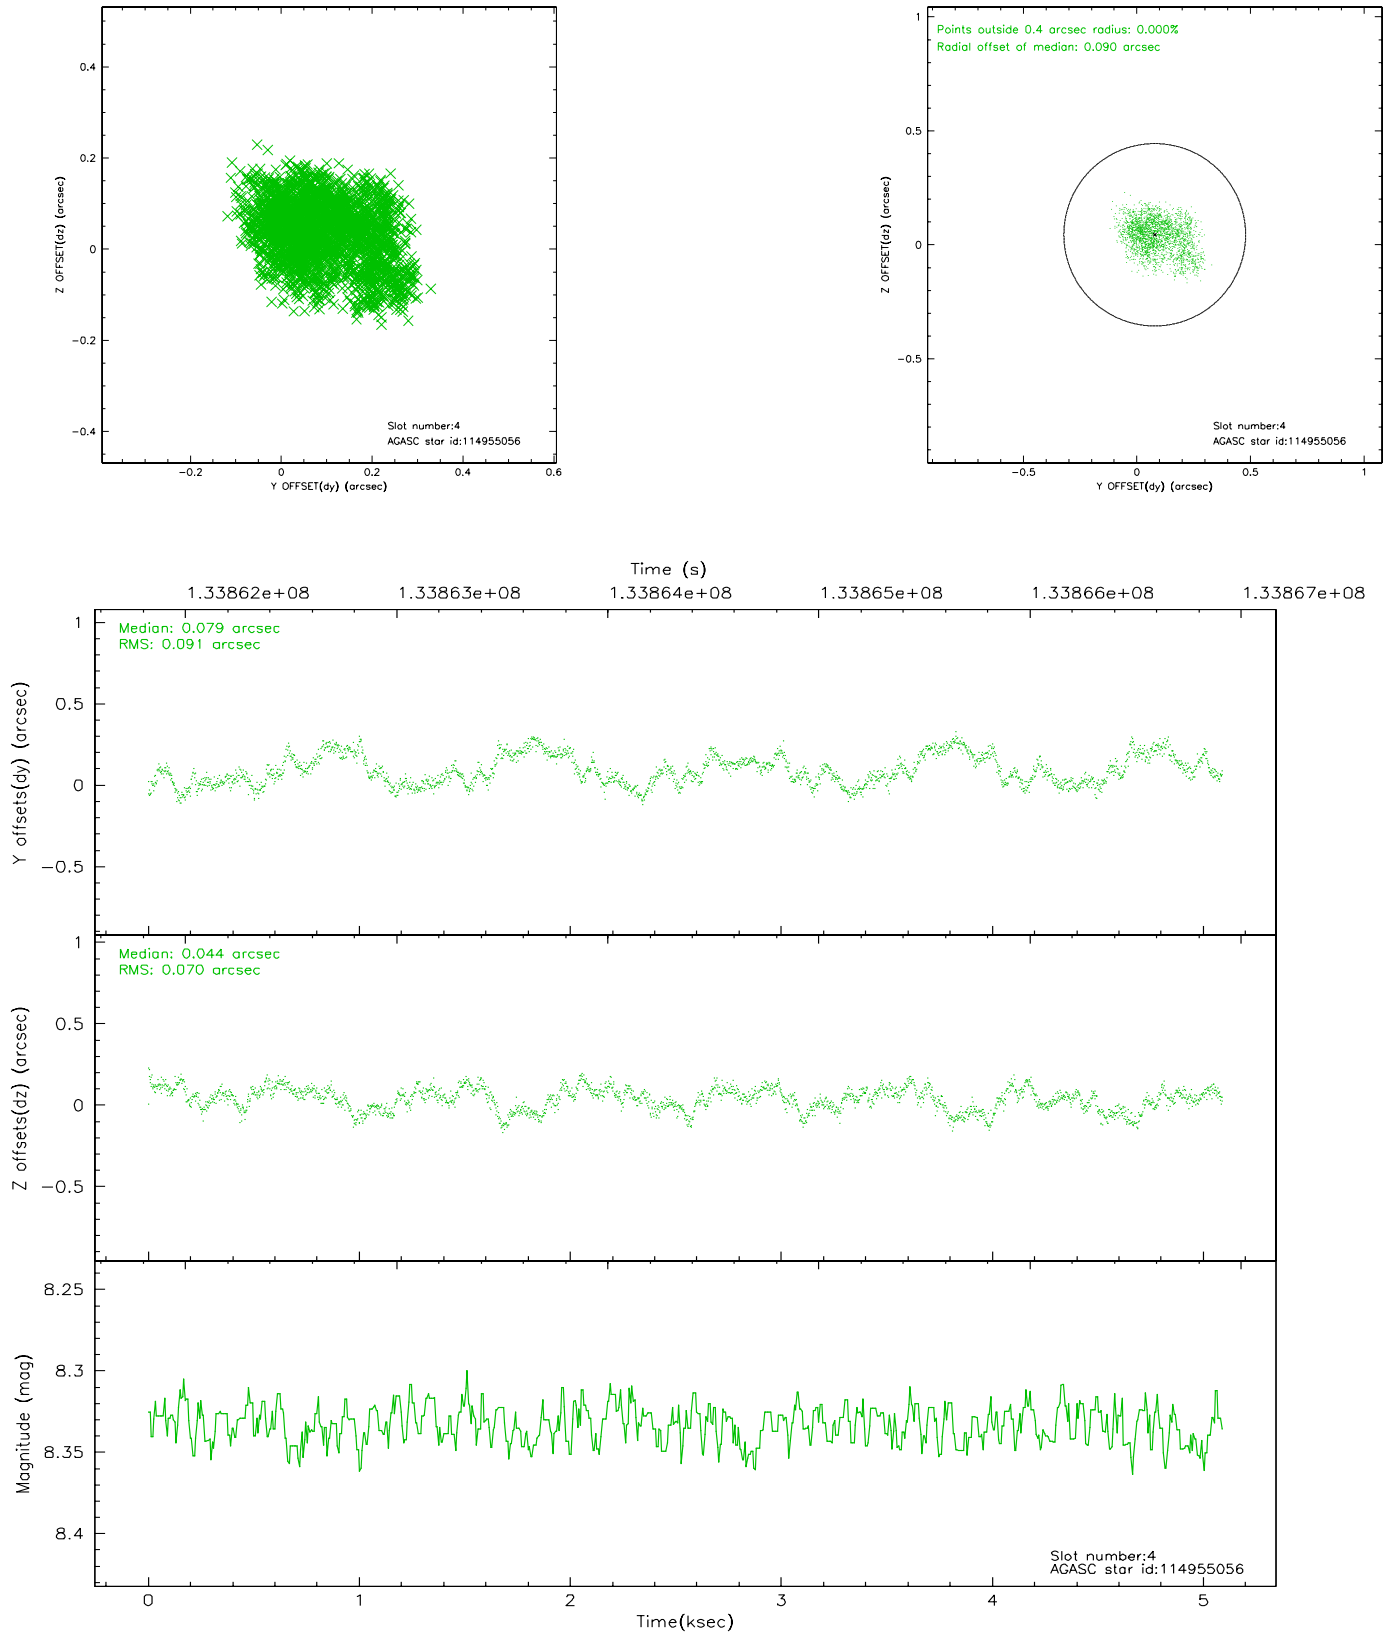 0.4
0.2
0
−0.2
−0.4
−0.2
0
0.2
0.4
0.6
Z OFFSET(dz) (arcsec)
Y OFFSET(dy) (arcsec)
Slot number:4
AGASC star id:114955056
Points outside 0.4 arcsec radius: 0.000%
Radial offset of median: 0.090 arcsec
1
0.5
0
−0.5
−0.5
0
0.5
1
Z OFFSET(dz) (arcsec)
Y OFFSET(dy) (arcsec)
Slot number:4
AGASC star id:114955056
Time (s)
1.33862e+08 1.33863e+08 1.33864e+08 1.33865e+08 1.33866e+08 1.33867e+08
Median: 0.079 arcsec
RMS: 0.091 arcsec
1
0.5
0
−0.5
Y offsets(dy) (arcsec)
Median: 0.044 arcsec
RMS: 0.070 arcsec
1
0.5
0
−0.5
Z offsets(dz) (arcsec)
8.25
8.3
8.35
8.4
Magnitude (mag)
Slot number:4
AGASC star id:114955056
0 1 2 3 4 5
Time(ksec)